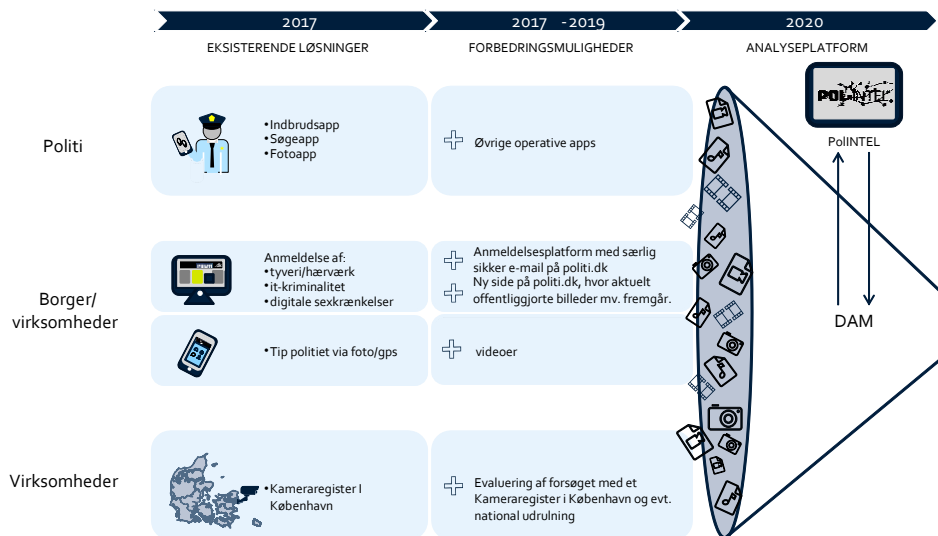 2017
2017 -2019
2020
EKSISTERENDE LØSNINGER
FORBEDRINGSMULIGHEDER
ANALYSEPLATFORM
Politi
•Indbrudsapp
•Søgeapp
•Fotoapp
Øvrige operative apps
POL-INTEL
PolINTEL
Borger/
virksomheder
Anmeldelse af:
•tyveri/hærværk
•it-kriminalitet
•digitale sexkrænkelser
Anmeldelsesplatform med særlig
sikker e-mail på politi.dk
Ny side på politi.dk, hvor aktuelt
offentliggjorte billeder mv. fremgår.
•Tip politiet via foto/gps
videoer
DAM
Virksomheder
•Kameraregister I
København
Evaluering af forsøget med et
Kameraregister i København og evt.
national udrulning